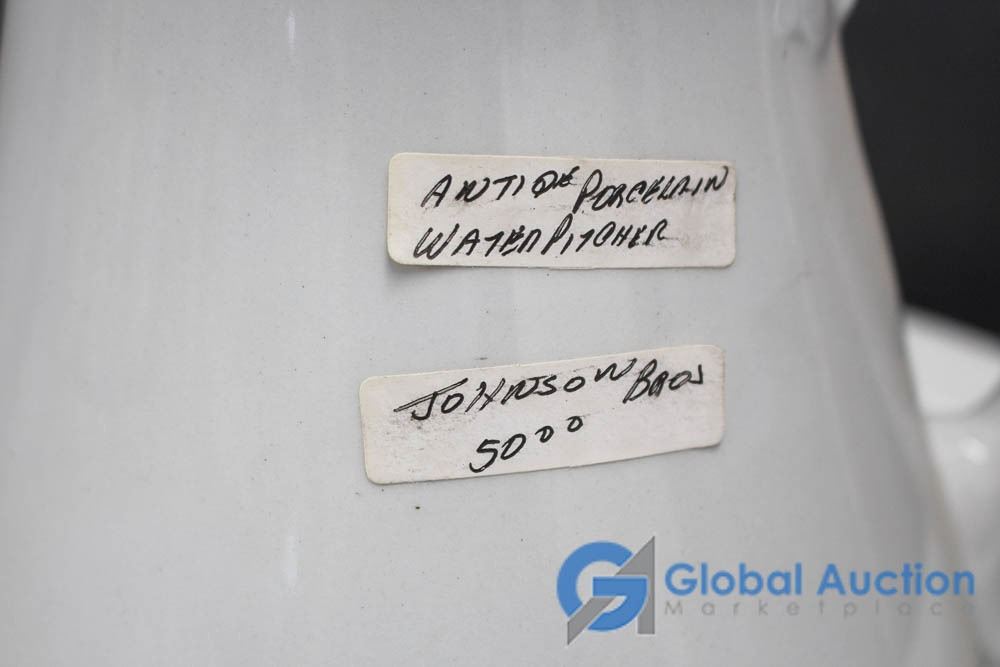 ANTIQUE PORCELAIN
WATER PITCHER
JOHNSON BROS
50⁰⁰
Global Auction
Marketplace